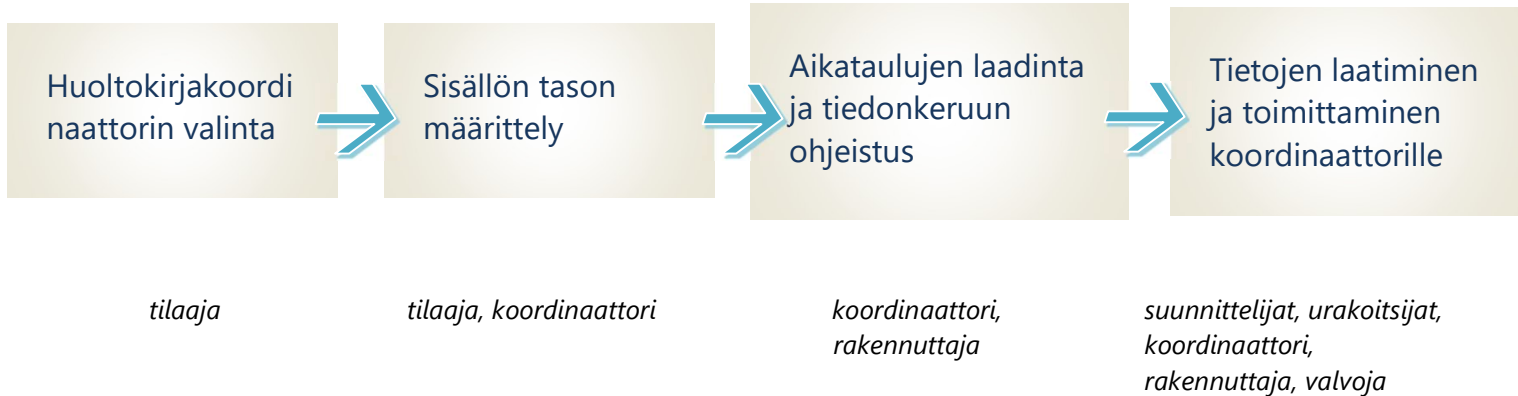 Huoltokirjakoordi
naattorin valinta
Sisällön tason
määrittely
Aikataulujen laadinta
ja tiedonkeruun
ohjeistus
Tietojen laatiminen
ja toimittaminen
koordinaattorille
tilaaja
tilaaja, koordinaattori
koordinaattori,
rakennuttaja
suunnittelijat, urakoitsijat,
koordinaattori,
rakennuttaja, valvoja